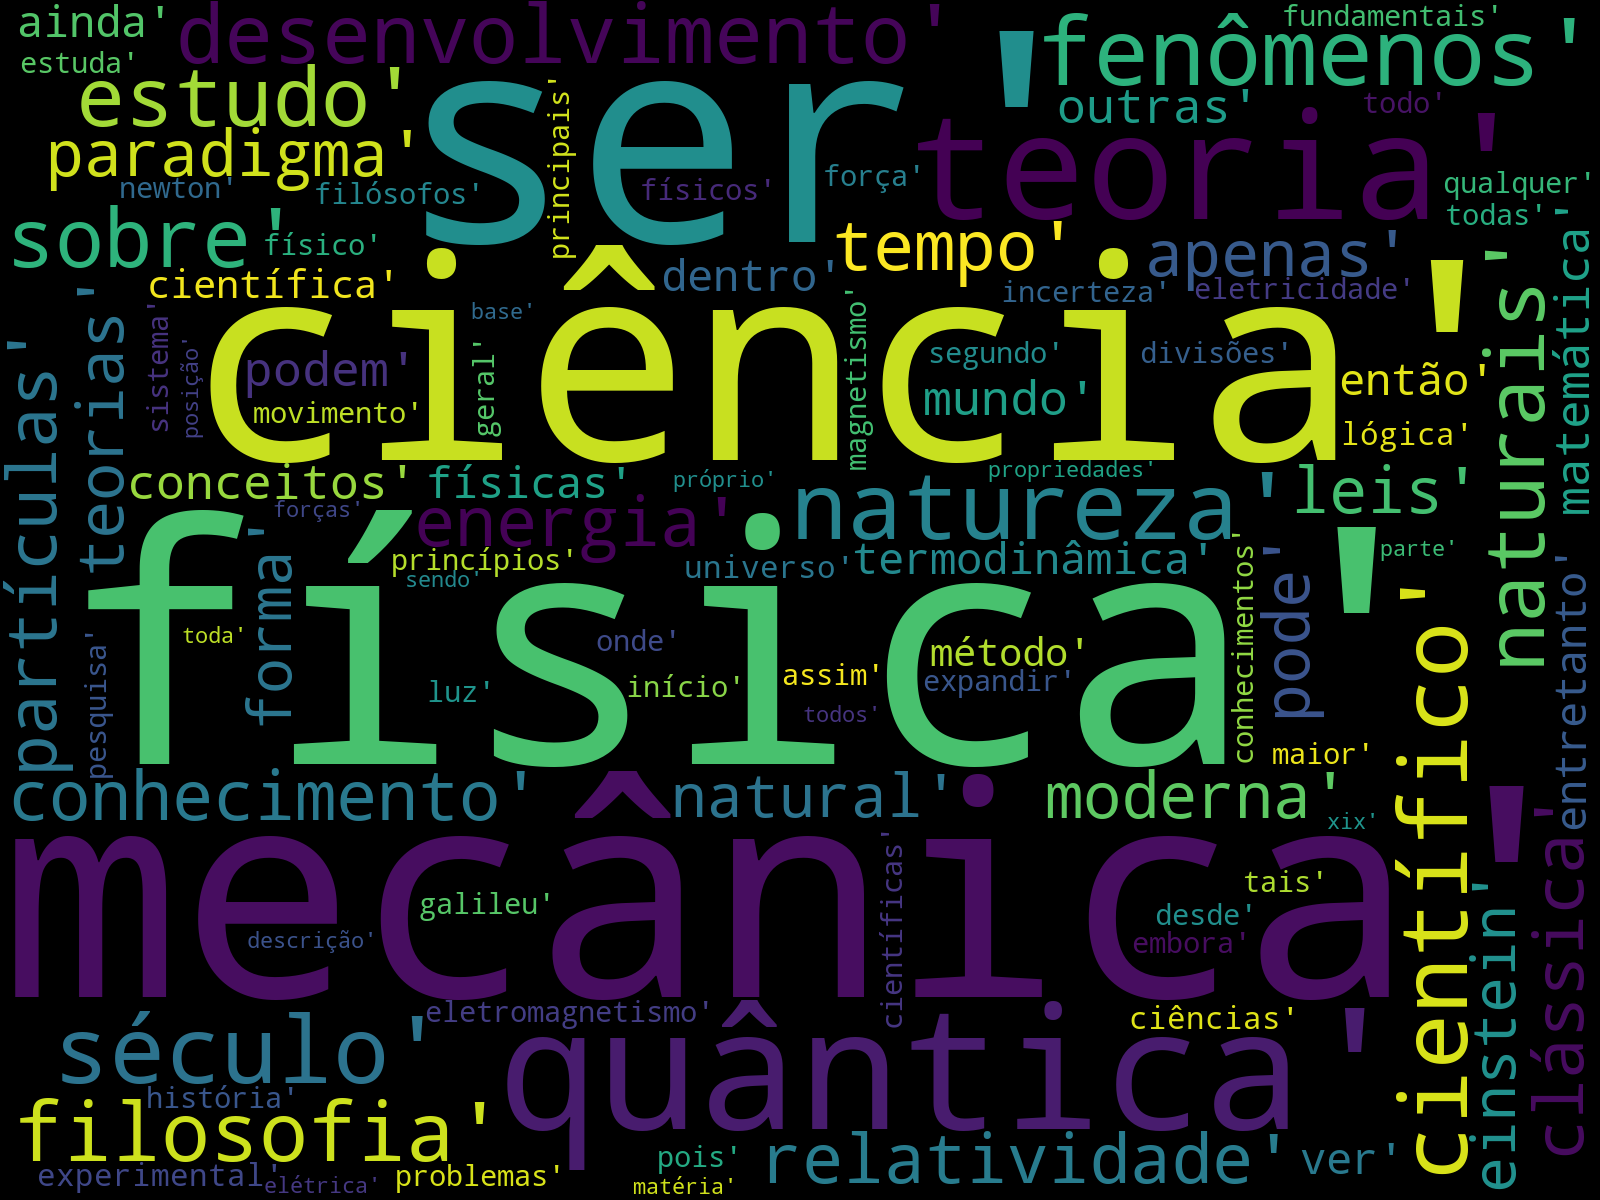 ainda'
desenvolvimento'
fundamentais'
fenômenos'
estuda'
estudo'
ser'
principais'
outras'
todo'
teoria'
paradigma'
newton'
filósofos'
físicos'
força'
qualquer'
todas'
sobre'
físico'
tempo'
apenas'
matemática'
naturais'
científica'
dentro'
incerteza'
eletricidade'
ciência'
partículas'
teorias'
sistema'
posição'
base'
podem'
geral'
magnetismo'
segundo'
divisões'
mundo'
então'
movimento'
lógica'
conceitos'
físicas'
próprio'
propriedades'
natureza'
leis'
forças'
energia'
física'
forma'
princípios'
sendo'
universo'
termodinâmica'
conhecimentos'
pode'
parte'
entretanto'
toda'
onde'
método'
pesquisa'
luz'
início'
assim'
expandir'
todos'
maior'
científico'
conhecimento'
natural'
moderna'
xix'
mecânica'
clássica'
galileu'
científicas'
tais'
desde'
descrição'
embora'
einstein'
eletromagnetismo'
ciências'
século'
quântica'
história'
filosofia'
experimental'
elétrica'
problemas'
pois'
matéria'
relatividade'
ver'